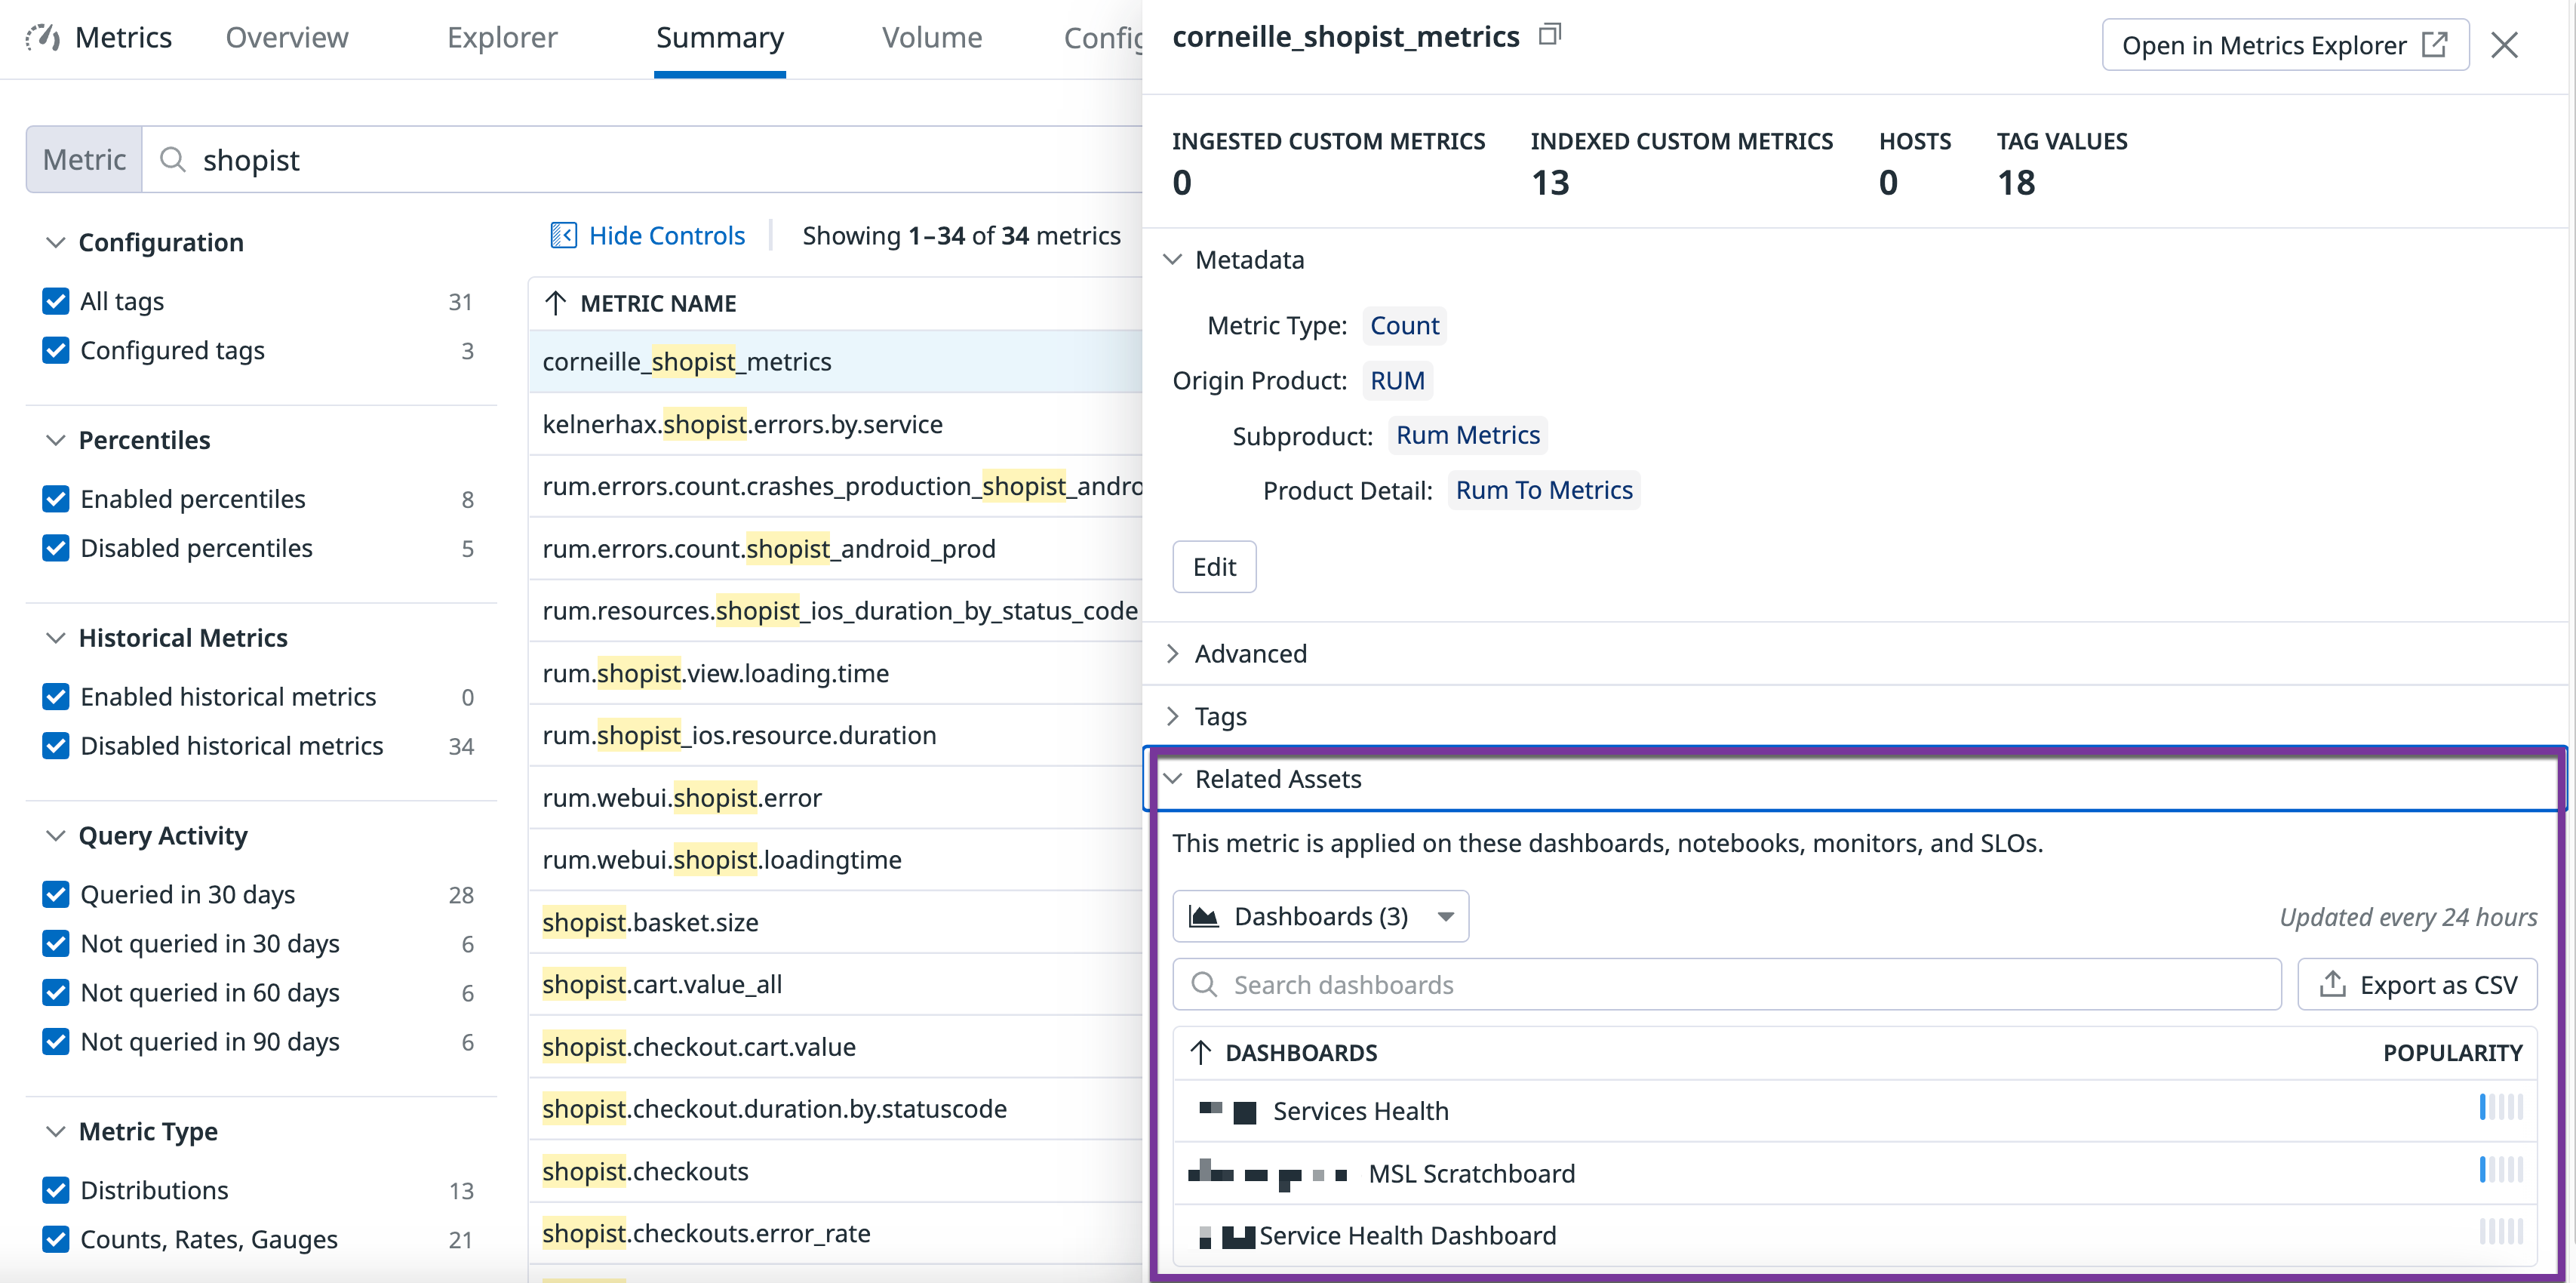 Metrics Overview Explorer Summary Volume Config
Metric shopist
Configuration
All tags 31
Configured tags 3
Percentiles
Enabled percentiles 8
Disabled percentiles 5
Historical Metrics
Enabled historical metrics 0
Disabled historical metrics 34
Query Activity
Queried in 30 days 28
Not queried in 30 days 6
Not queried in 60 days 6
Not queried in 90 days 6
Metric Type
Distributions 13
Counts, Rates, Gauges 21
Hide Controls Showing 1–34 of 34 metrics
METRIC NAME
corneille_shopist_metrics
kelnerhax.shopist.errors.by.service
rum.errors.count.crashes_production_shopist_andro
rum.errors.count.shopist_android_prod
rum.resources.shopist_ios_duration_by_status_code
rum.shopist.view.loading.time
rum.shopist_ios.resource.duration
rum.webui.shopist.error
rum.webui.shopist.loadingtime
shopist.basket.size
shopist.cart.value_all
shopist.checkout.cart.value
shopist.checkout.duration.by.statuscode
shopist.checkouts
shopist.checkouts.error_rate
corneille_shopist_metrics
Open in Metrics Explorer
INGESTED CUSTOM METRICS INDEXED CUSTOM METRICS HOSTS TAG VALUES
0 13 0 18
Metadata
Metric Type: Count
Origin Product: RUM
Subproduct: Rum Metrics
Product Detail: Rum To Metrics
Edit
Advanced
Tags
Related Assets
This metric is applied on these dashboards, notebooks, monitors, and SLOs.
Dashboards (3) Updated every 24 hours
Search dashboards Export as CSV
DASHBOARDS POPULARITY
Services Health
MSL Scratchboard
Service Health Dashboard